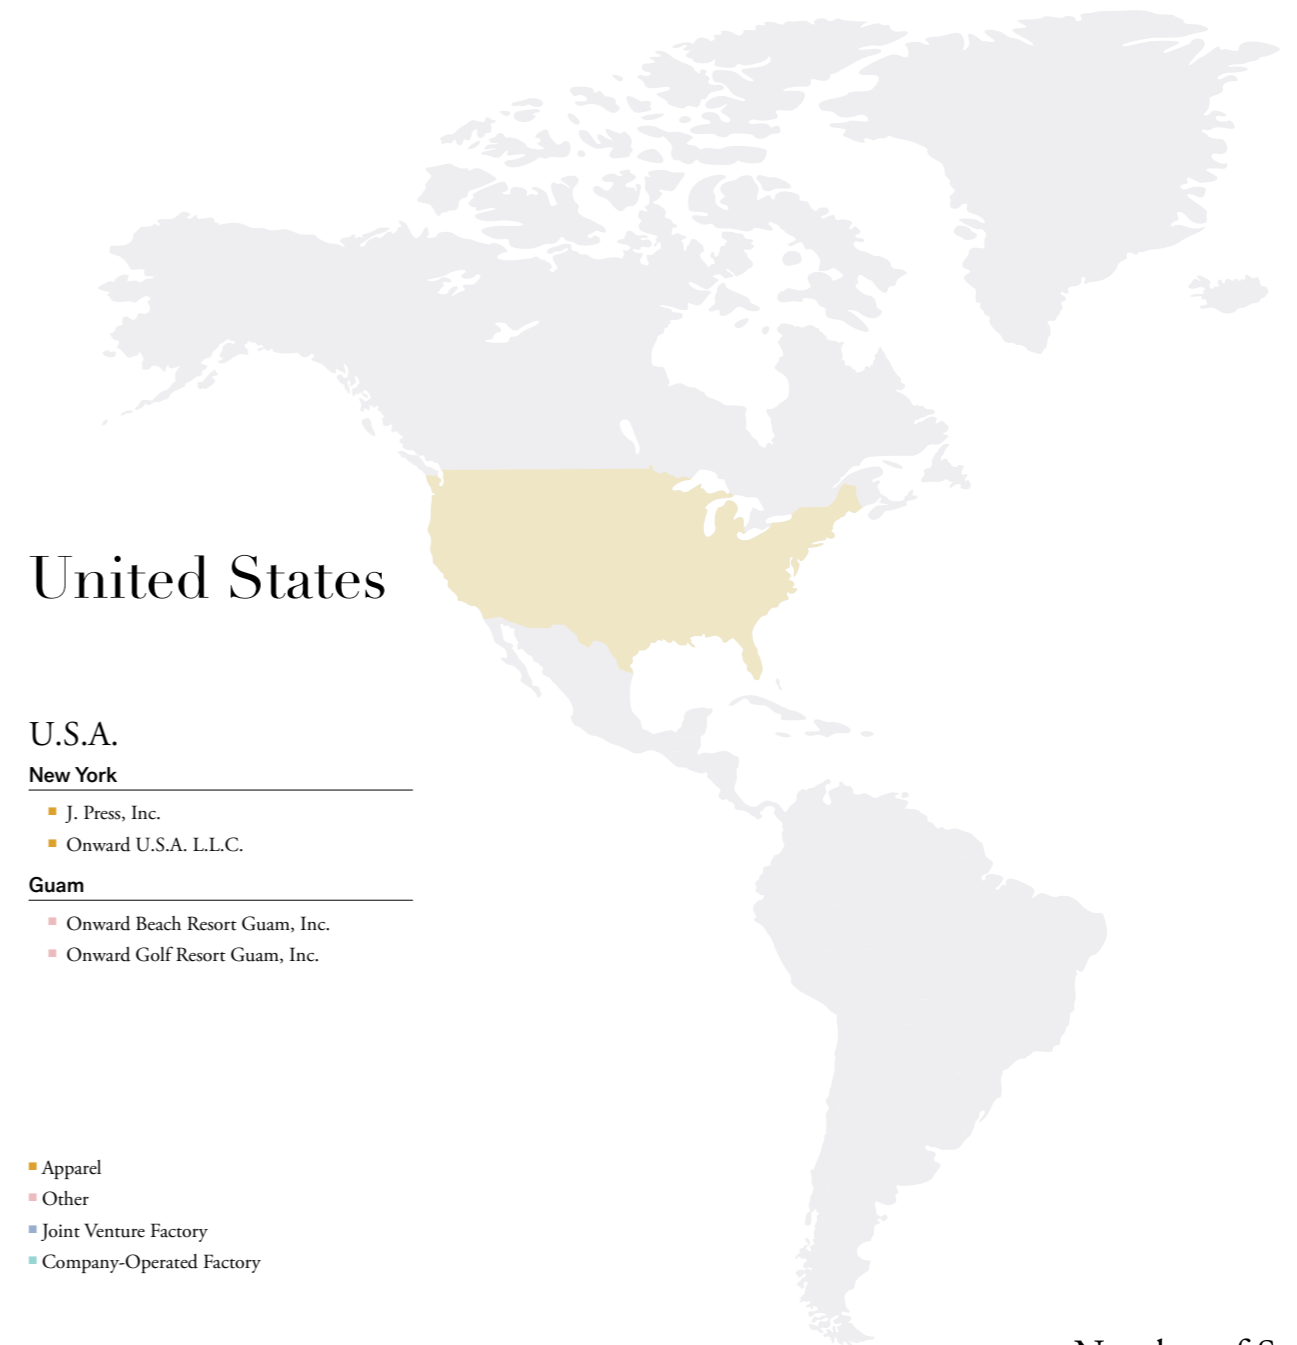 United States
U.S.A.
New York
J. Press, Inc.
Onward U.S.A. L.L.C.
Guam
Onward Beach Resort Guam, Inc.
Onward Golf Resort Guam, Inc.
Apparel
Other
Joint Venture Factory
Company-Operated Factory